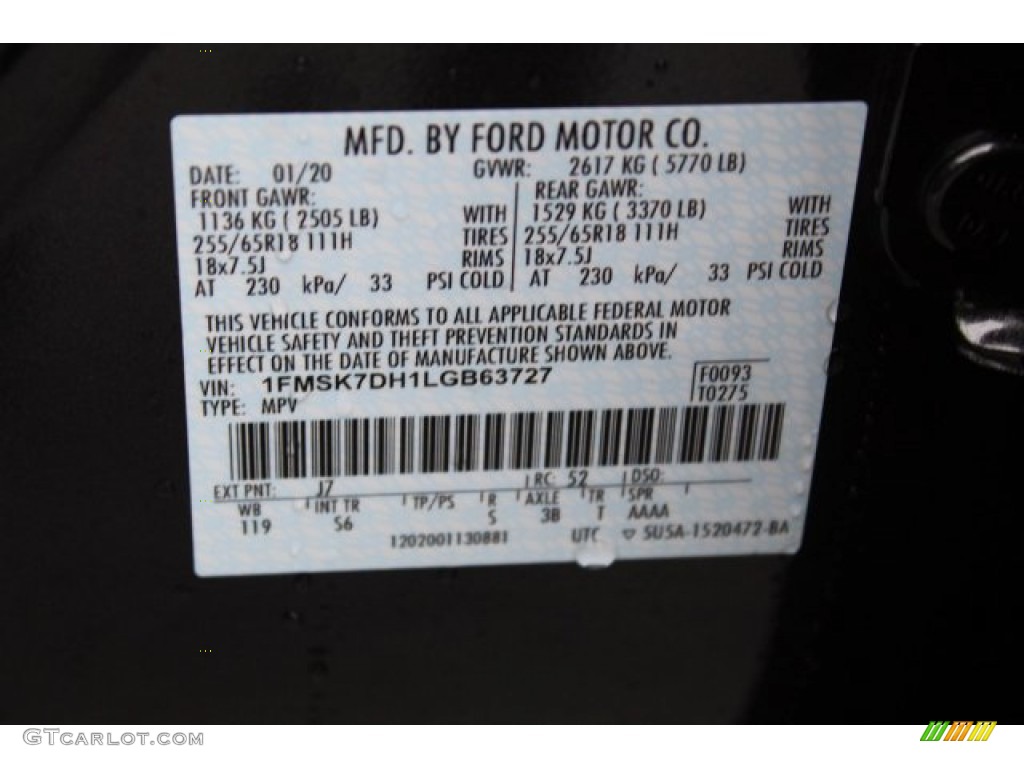 MFD. BY FORD MOTOR CO.
DATE: 01/20 GVWR: 2617 KG ( 5770 LB)
FRONT GAWR: REAR GAWR:
1136 KG ( 2505 LB) WITH 1529 KG ( 3370 LB) WITH
255/65R18 111H TIRES 255/65R18 111H TIRES
18x7.5J RIMS 18x7.5J RIMS
AT 230 kPa/ 33 PSI COLD AT 230 kPa/ 33 PSI COLD
THIS VEHICLE CONFORMS TO ALL APPLICABLE FEDERAL MOTOR
VEHICLE SAFETY AND THEFT PREVENTION STANDARDS IN
EFFECT ON THE DATE OF MANUFACTURE SHOWN ABOVE.
VIN: 1FMSK7DH1LGB63727 F0093
TYPE: MPV T0275
EXT PNT: J7 RC: 52 DSO:
WB INT TR TP/PS R AXLE TR SPR
119 S6 S 3B T AAAA
1202001130881 UTC ▽ 5U5A-1520472-BA
GTCarlot.com